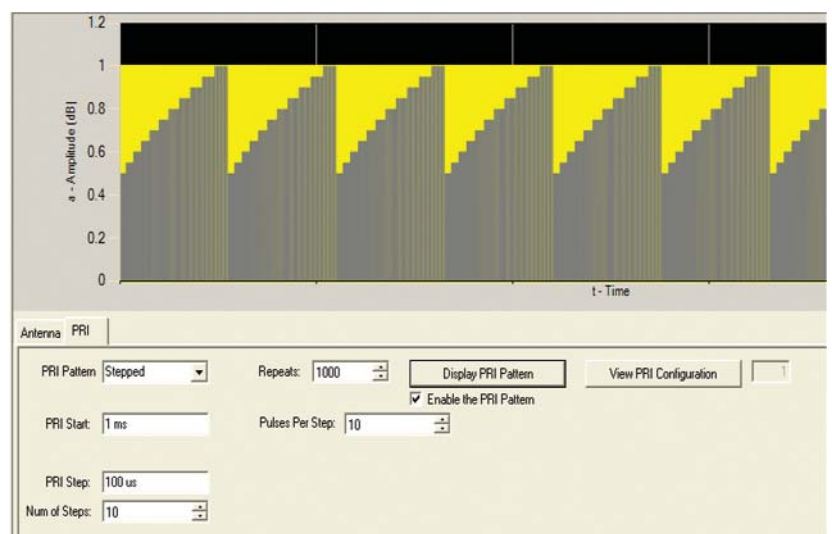 1.2
1
0.8
0.6
0.4
0.2
0
a - Amplitude (dB)
t - Time
Antenna PRI
PRI Pattern Stepped Repeats: 1000 Display PRI Pattern View PRI Configuration 1
Enable the PRI Pattern
PRI Start: 1 ms Pulses Per Step: 10
PRI Step: 100 us
Num of Steps: 10